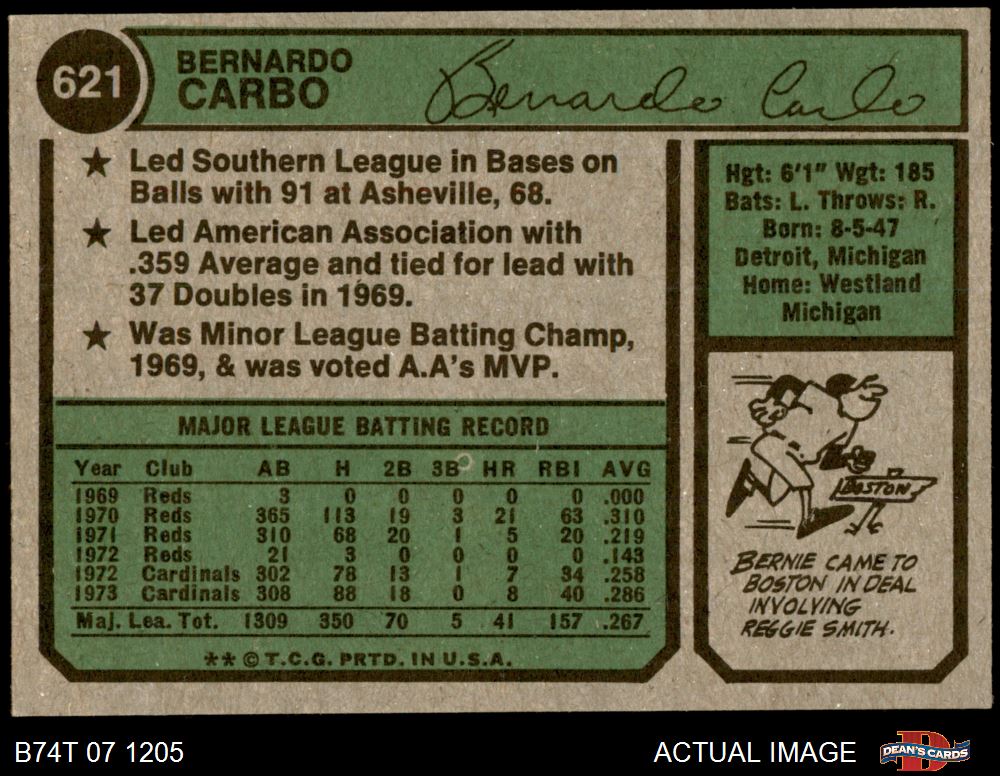 621
BERNARDO
CARBO
Bernardo Carbo
★ Led Southern League in Bases on
Balls with 91 at Asheville, 68.
★ Led American Association with
.359 Average and tied for lead with
37 Doubles in 1969.
★ Was Minor League Batting Champ,
1969, & was voted A.A's MVP.
Hgt: 6'1" Wgt: 185
Bats: L. Throws: R.
Born: 8-5-47
Detroit, Michigan
Home: Westland
Michigan
MAJOR LEAGUE BATTING RECORD
Year Club AB H 2B 3B HR RBI AVG
1969 Reds 3 0 0 0 0 0 .000
1970 Reds 365 113 19 3 21 63 .310
1971 Reds 310 68 20 1 5 20 .219
1972 Reds 21 3 0 0 0 0 .143
1972 Cardinals 302 78 13 1 7 34 .258
1973 Cardinals 308 88 18 0 8 40 .286
Maj. Lea. Tot. 1309 350 70 5 41 157 .267
** © T.C.G. PRTD. IN U.S.A.
BOSTON
BERNIE CAME TO
BOSTON IN DEAL
INVOLVING
REGGIE SMITH.
B74T 07 1205
ACTUAL IMAGE
D
DEAN'S CARDS